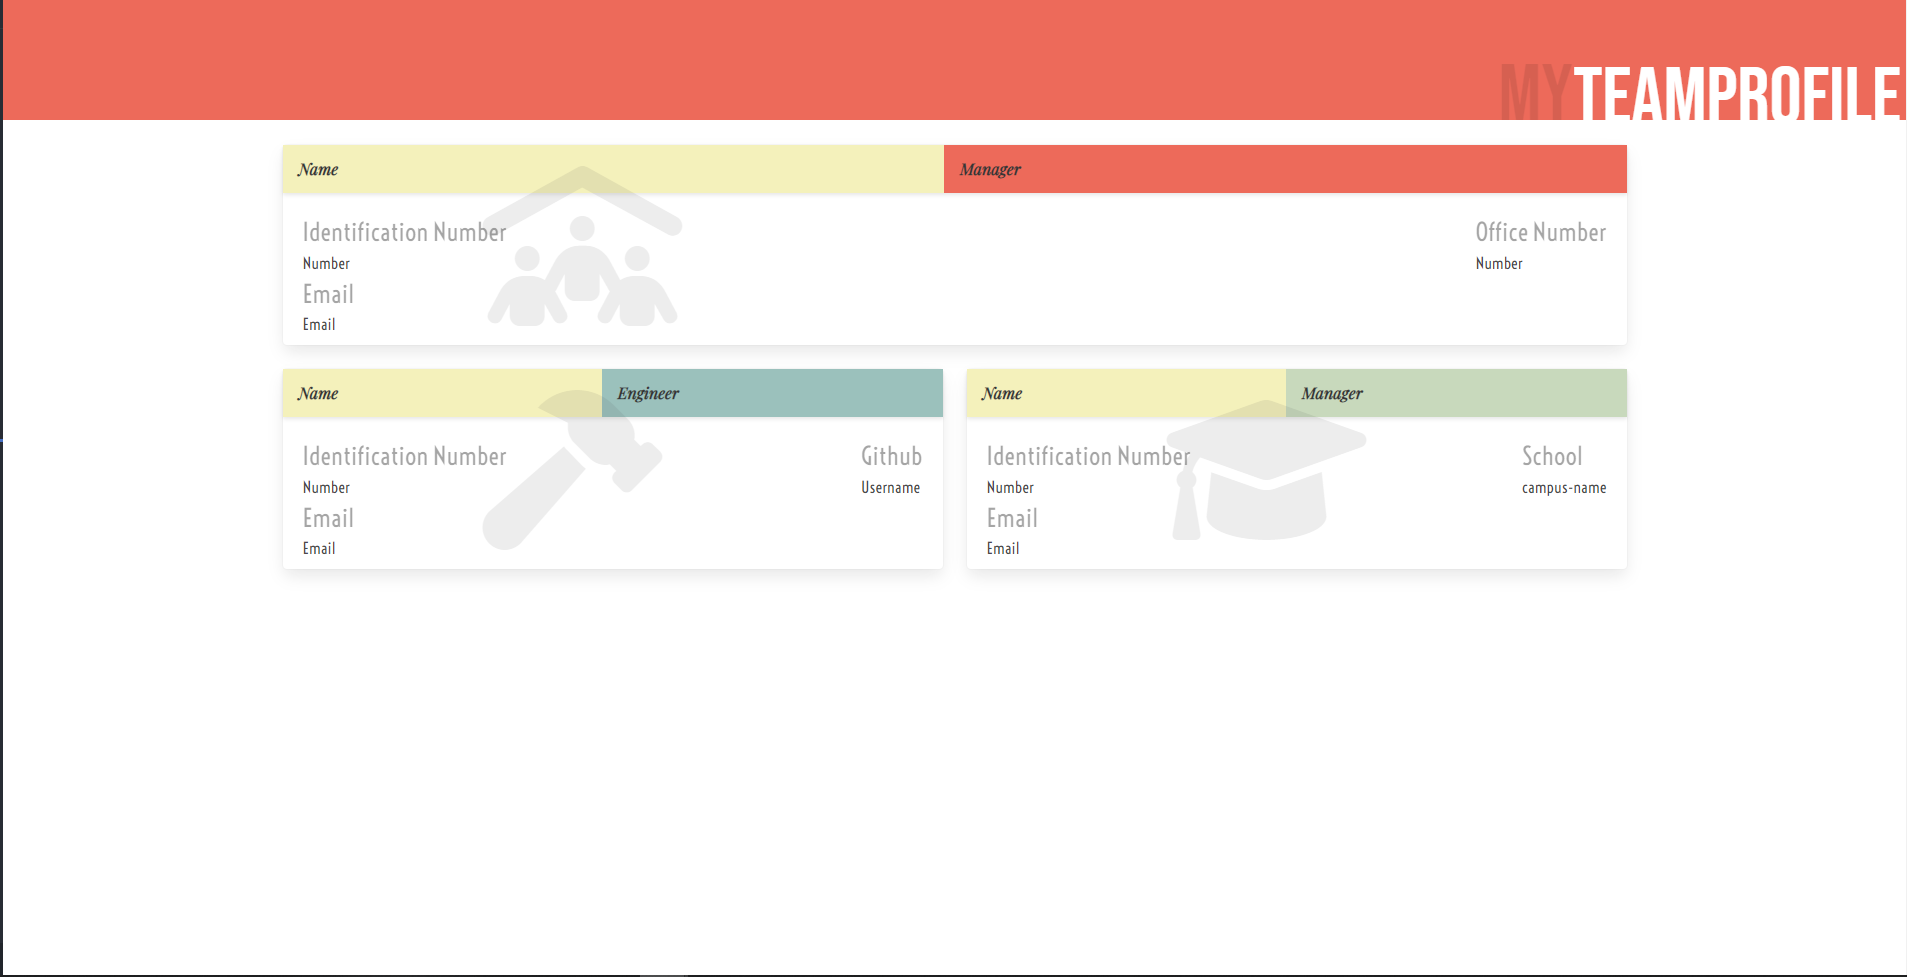 MYTEAMPROFILE
Name Manager
Identification Number Office Number
Number Number
Email
Email
Name Engineer
Identification Number Github
Number Username
Email
Email
Name Manager
Identification Number School
Number campus-name
Email
Email